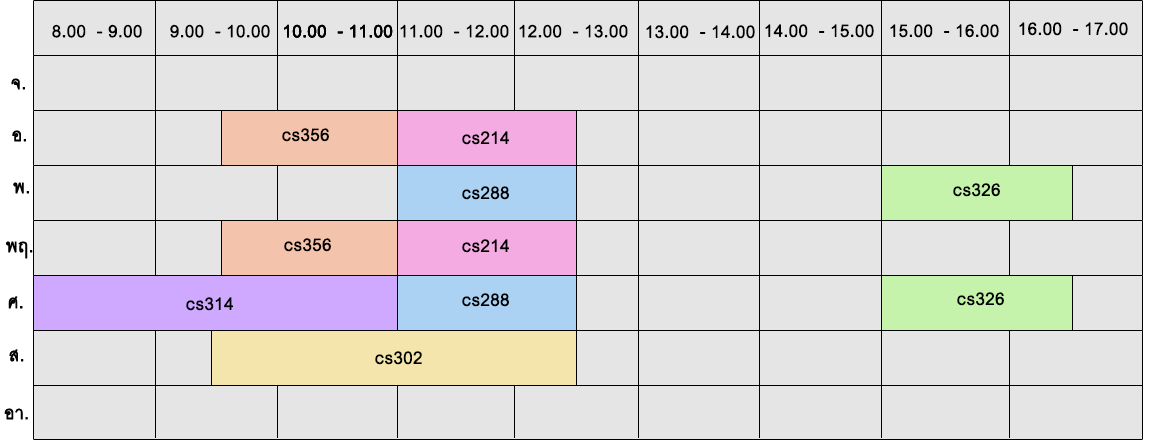 8.00 - 9.00 9.00 - 10.00 10.00 - 11.00 11.00 - 12.00 12.00 - 13.00 13.00 - 14.00 14.00 - 15.00 15.00 - 16.00 16.00 - 17.00
จ.
อ. cs356 cs214
พ. cs288 cs326
พฤ. cs356 cs214
ศ. cs314 cs288 cs326
ส. cs302
อา.